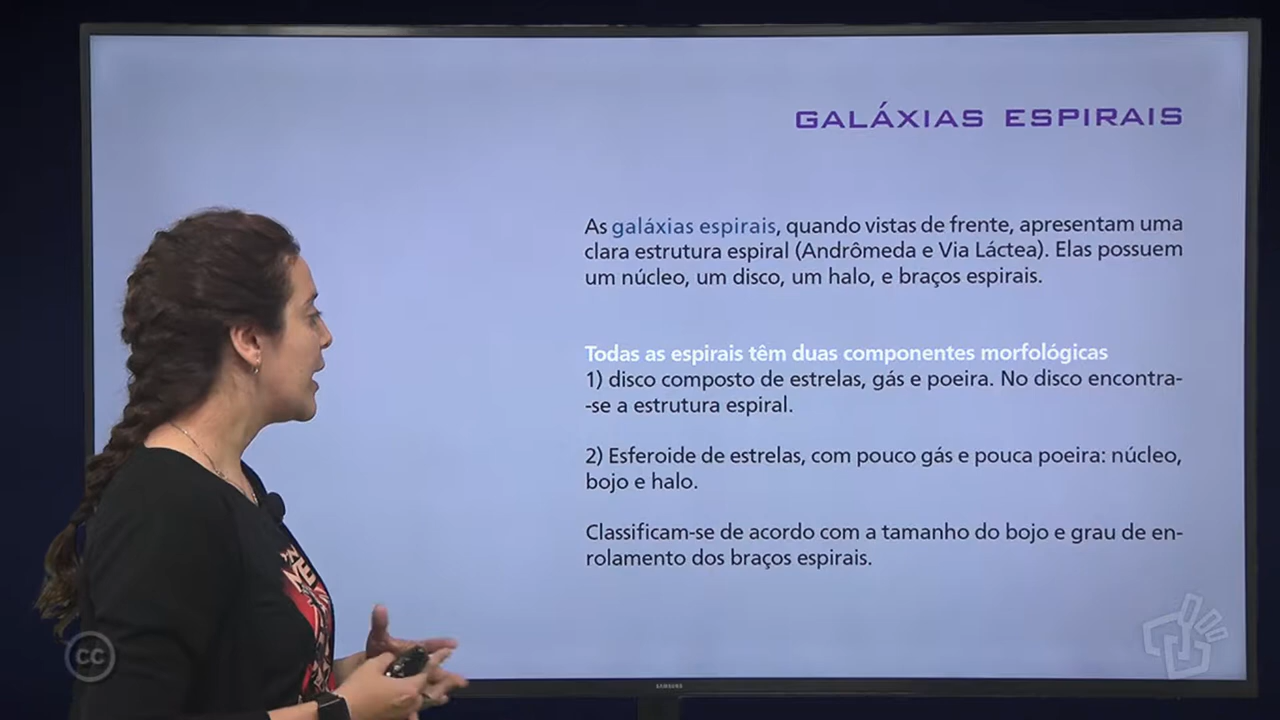 GALÁXIAS ESPIRAIS
As galáxias espirais, quando vistas de frente, apresentam uma
clara estrutura espiral (Andrômeda e Via Láctea). Elas possuem
um núcleo, um disco, um halo, e braços espirais.
Todas as espirais têm duas componentes morfológicas
1) disco composto de estrelas, gás e poeira. No disco encontra-
-se a estrutura espiral.
2) Esferoide de estrelas, com pouco gás e pouca poeira: núcleo,
bojo e halo.
Classificam-se de acordo com a tamanho do bojo e grau de en-
rolamento dos braços espirais.
cc
SAMSUNG